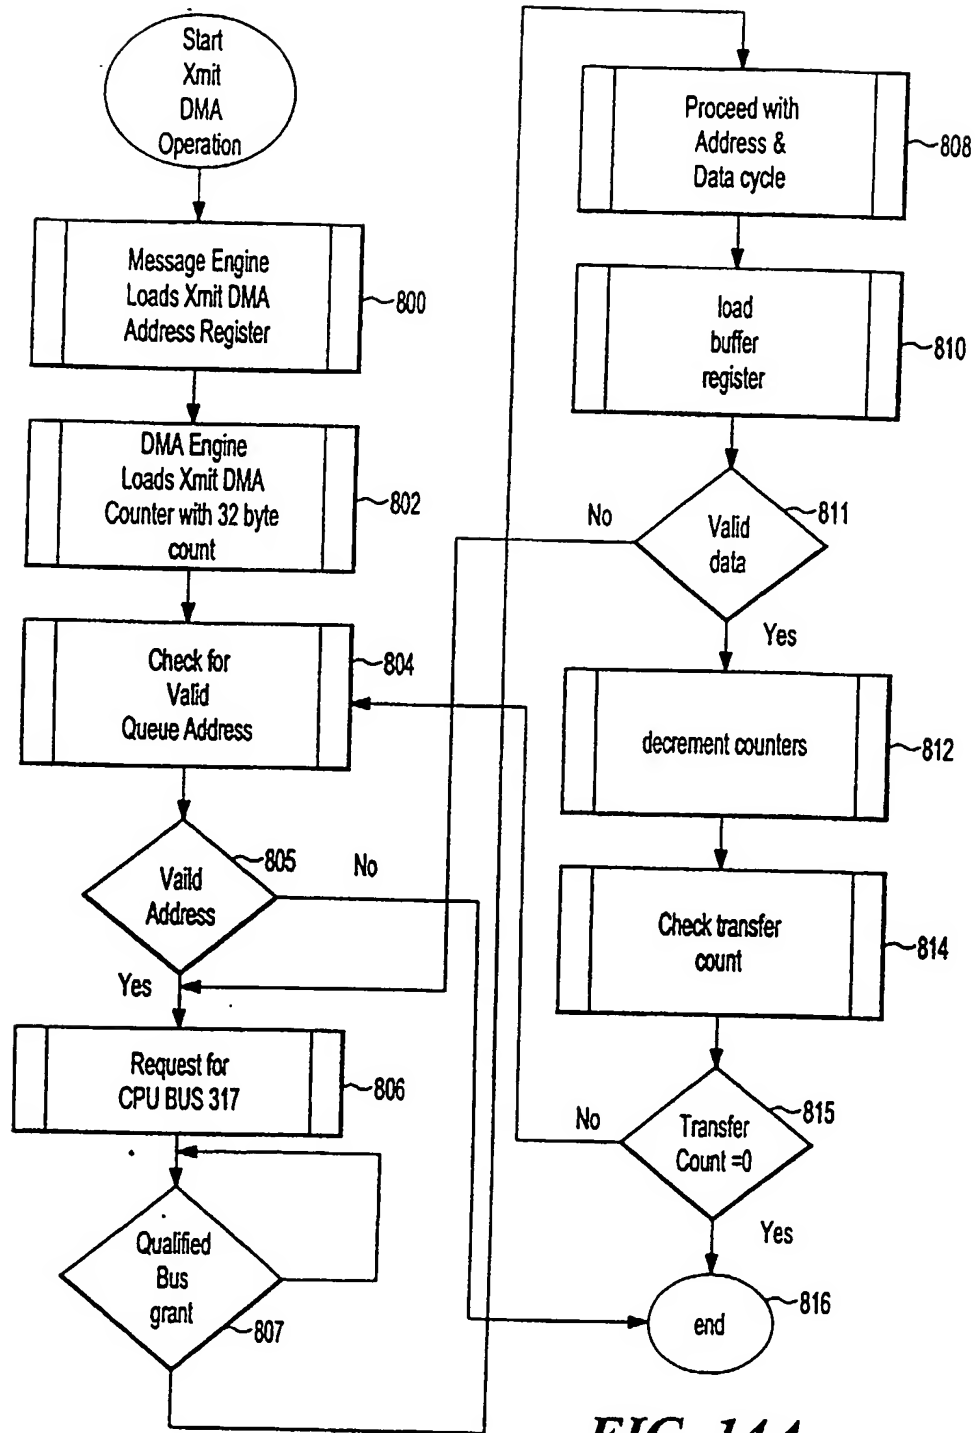 Start
Xmit
DMA
Operation
Message Engine
Loads Xmit DMA
Address Register
800
DMA Engine
Loads Xmit DMA
Counter with 32 byte
count
802
Check for
Valid
Queue Address
804
Vaild
Address
805
No
Yes
Request for
CPU BUS 317
806
Qualified
Bus
grant
807
Proceed with
Address &
Data cycle
808
load
buffer
register
810
Valid
data
811
No
Yes
decrement counters
812
Check transfer
count
814
Transfer
Count =0
815
No
Yes
end
816
FIG. 14A